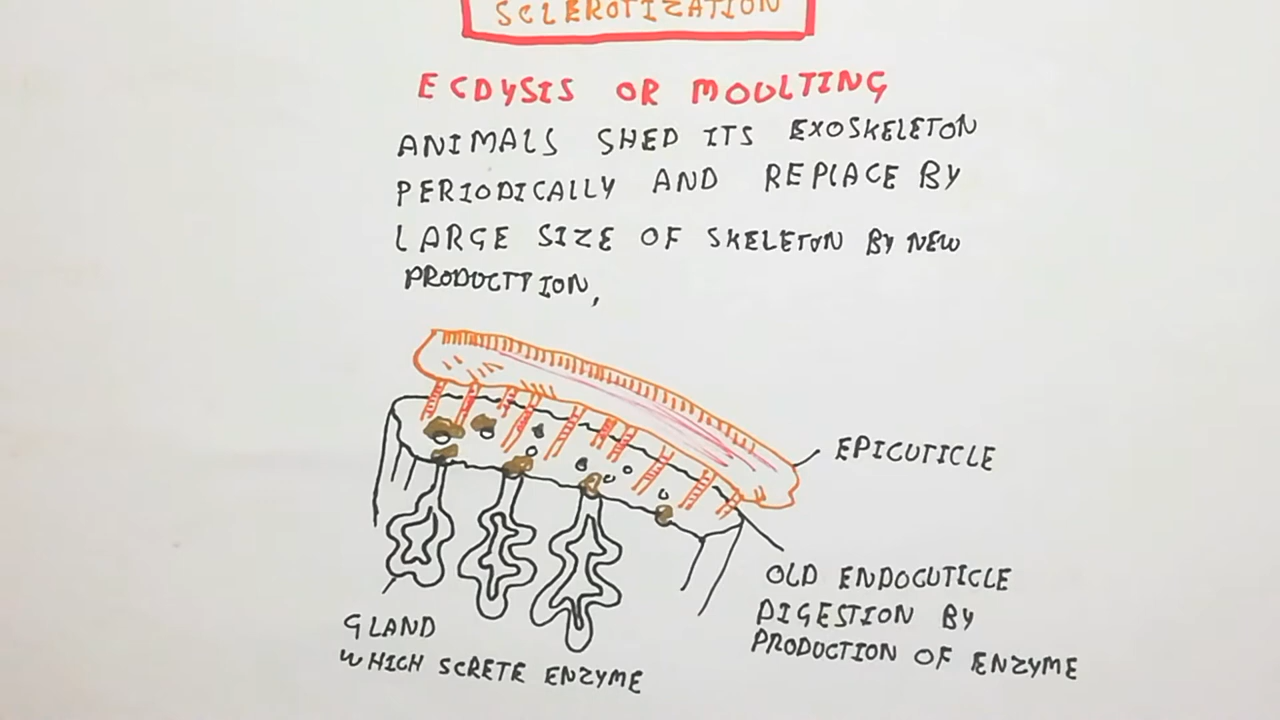 SCLEROTIZATION
ECDYSIS OR MOULTING
ANIMALS SHED ITS EXOSKELETON
PERIODICALLY AND REPLACE BY
LARGE SIZE OF SKELETON BY NEW
PRODUCTTION,
EPICUTICLE
OLD ENDOCUTICLE
DIGESTION BY
PRODUCTION OF ENZYME
GLAND
WHICH SCRETE ENZYME